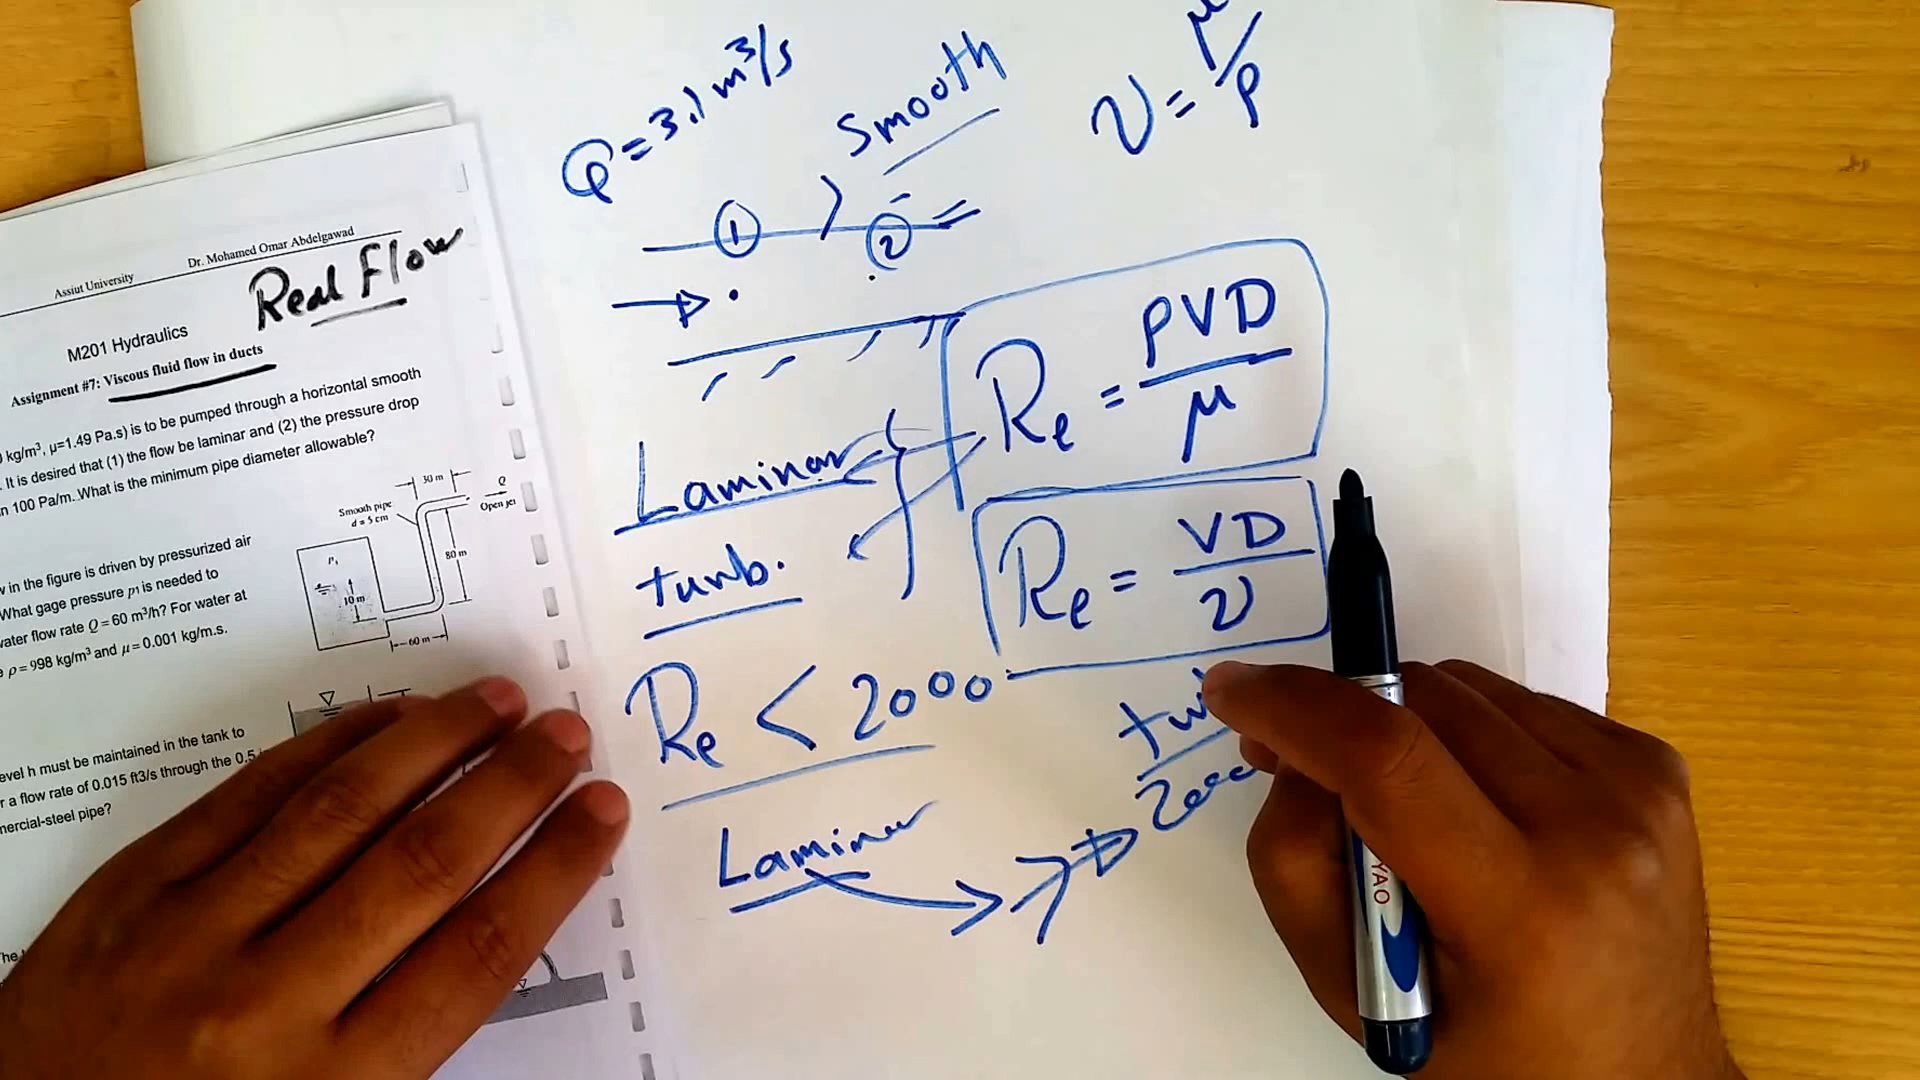 Assiut University
Dr. Mohamed Omar Abdelgawad
Real Flow
M201 Hydraulics
Assignment #7: Viscous fluid flow in ducts
kg/m³, μ=1.49 Pa.s) is to be pumped through a horizontal smooth
. It is desired that (1) the flow be laminar and (2) the pressure drop
n 100 Pa/m. What is the minimum pipe diameter allowable?
30 m
Q
Open jet
Smooth pipe
d = 5 cm
80 m
10 m
60 m
w in the figure is driven by pressurized air
What gage pressure p1 is needed to
water flow rate Q = 60 m³/h? For water at
ρ = 998 kg/m³ and μ = 0.001 kg/m.s.
evel h must be maintained in the tank to
r a flow rate of 0.015 ft3/s through the 0.5
mercial-steel pipe?
Q = 3.1 m³/s
Smooth
ν = μ/ρ
1
2
Re = ρVD/μ
Laminar
turb.
Re = VD/ν
Re < 2000
Laminar
YAO